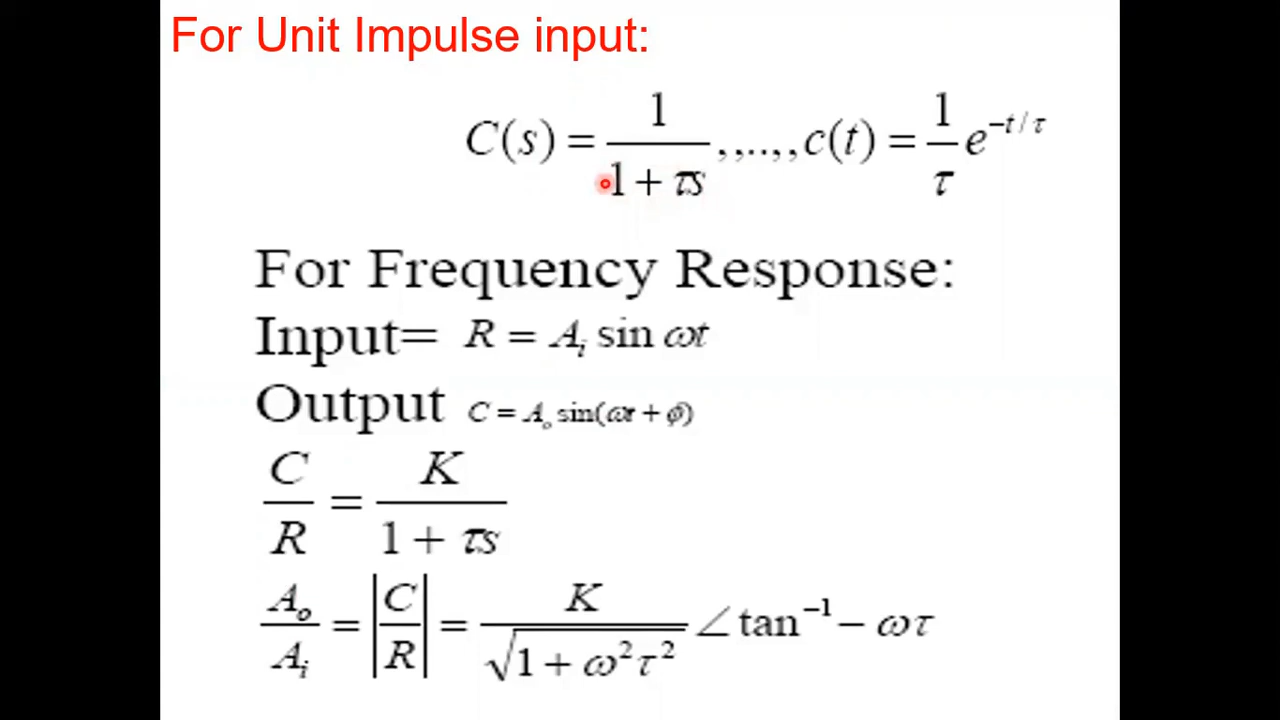 For Unit Impulse input:
C(s) = 1 / (1 + τs) ,,..,, c(t) = 1/τ e^(−t/τ)
For Frequency Response:
Input= R = A_i sin ωt
Output C = A_o sin(ωt + φ)
C/R = K / (1 + τs)
A_o/A_i = |C/R| = K / √(1 + ω²τ²) ∠tan⁻¹ − ωτ